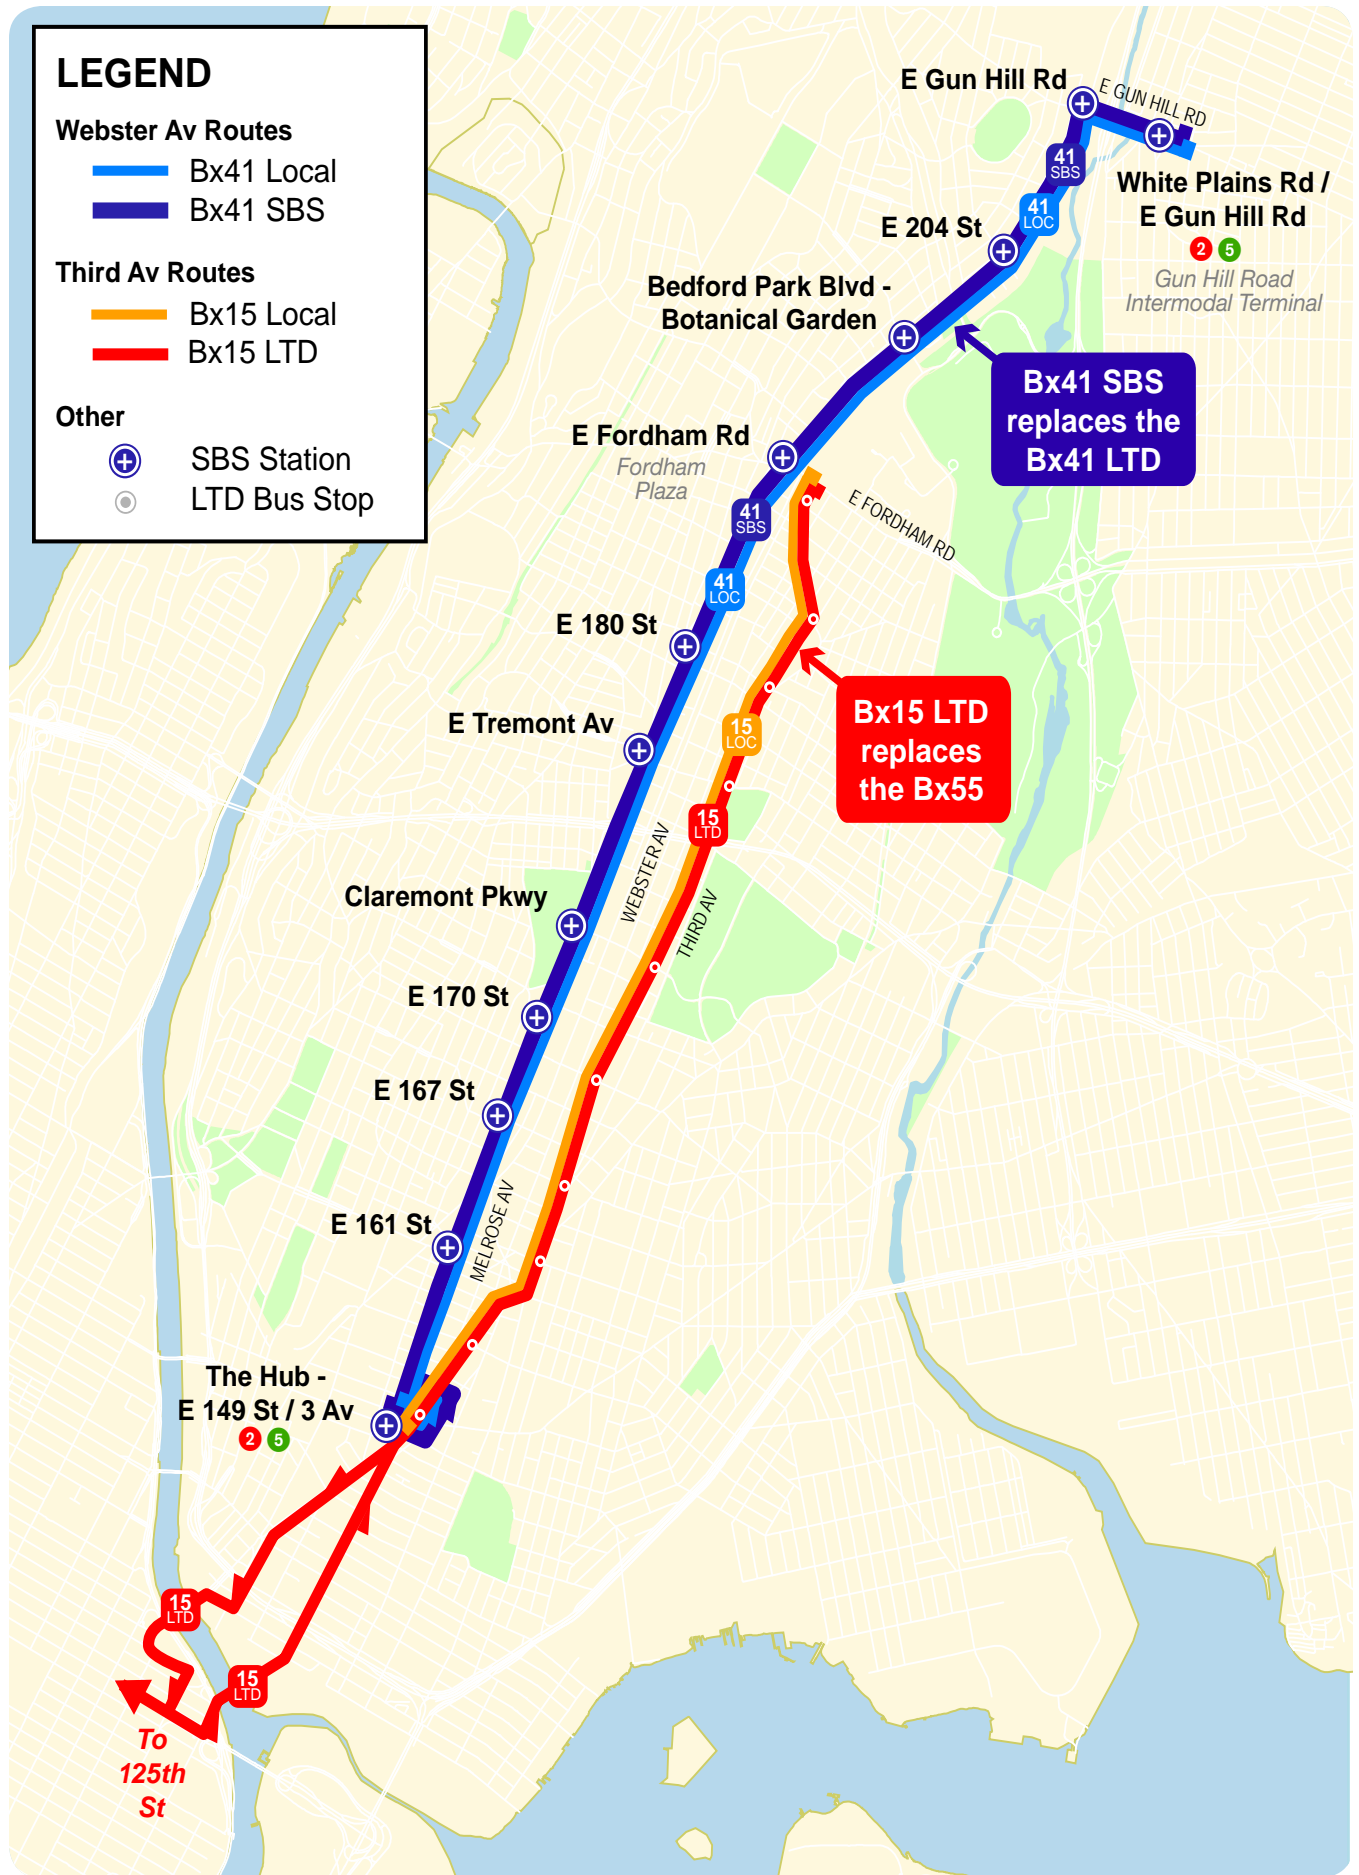 LEGEND
Webster Av Routes
Bx41 Local
Bx41 SBS
Third Av Routes
Bx15 Local
Bx15 LTD
Other
SBS Station
LTD Bus Stop
E Gun Hill Rd
E GUN HILL RD
41
SBS
White Plains Rd /
E Gun Hill Rd
2 5
Gun Hill Road
Intermodal Terminal
41
LOC
E 204 St
Bedford Park Blvd -
Botanical Garden
Bx41 SBS
replaces the
Bx41 LTD
E Fordham Rd
Fordham
Plaza
E FORDHAM RD
41
SBS
41
LOC
E 180 St
Bx15 LTD
replaces
the Bx55
E Tremont Av
15
LOC
15
LTD
WEBSTER AV
THIRD AV
Claremont Pkwy
E 170 St
E 167 St
MELROSE AV
E 161 St
The Hub -
E 149 St / 3 Av
2 5
15
LTD
15
LTD
To
125th
St